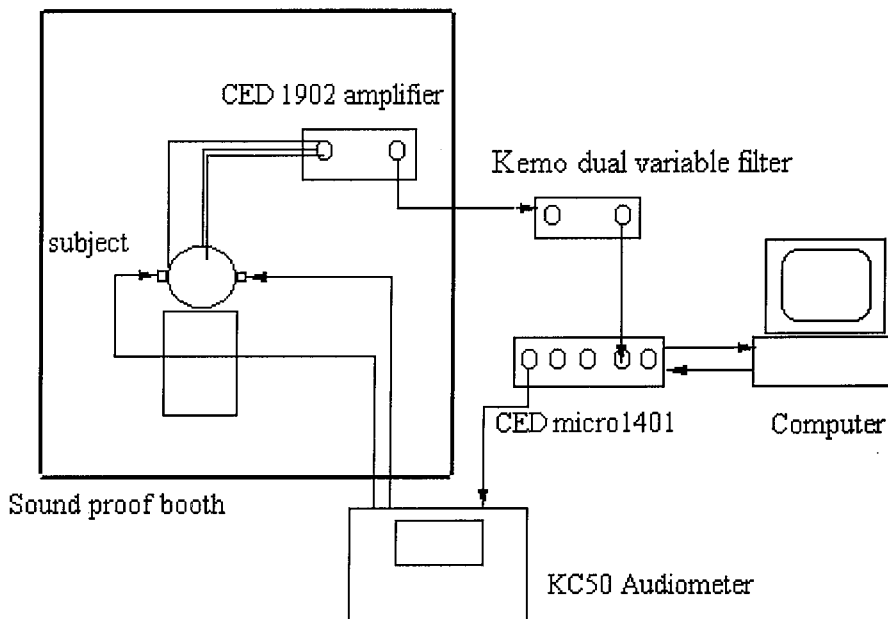 CED 1902 amplifier
Kemo dual variable filter
subject
CED micro1401
Computer
Sound proof booth
KC50 Audiometer